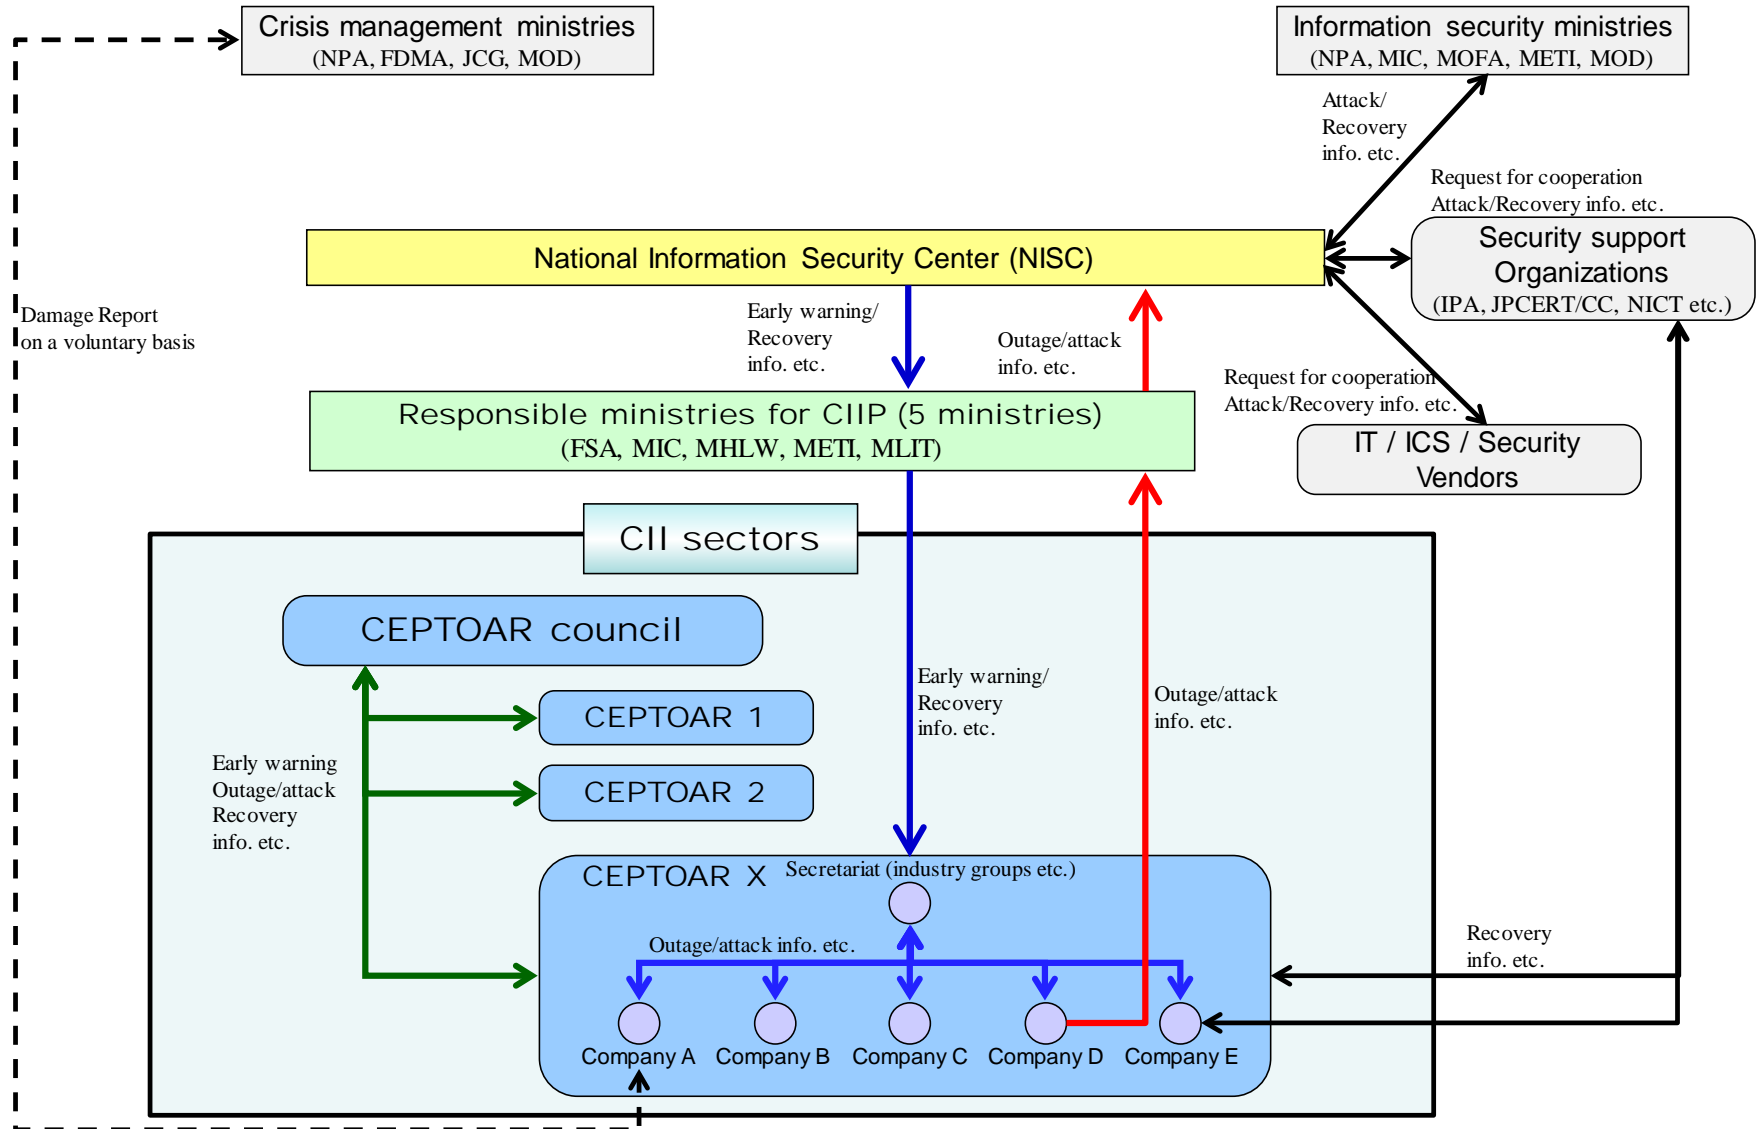 Crisis management ministries
(NPA, FDMA, JCG, MOD)
Information security ministries
(NPA, MIC, MOFA, METI, MOD)
Attack/
Recovery
info. etc.
Request for cooperation
Attack/Recovery info. etc.
Security support
Organizations
(IPA, JPCERT/CC, NICT etc.)
National Information Security Center (NISC)
Damage Report
on a voluntary basis
Early warning/
Recovery
info. etc.
Outage/attack
info. etc.
Request for cooperation
Attack/Recovery info. etc.
Responsible ministries for CIIP (5 ministries)
(FSA, MIC, MHLW, METI, MLIT)
IT / ICS / Security
Vendors
CII sectors
CEPTOAR council
Early warning/
Recovery
info. etc.
Outage/attack
info. etc.
CEPTOAR 1
CEPTOAR 2
Early warning
Outage/attack
Recovery
info. etc.
CEPTOAR X
Secretariat (industry groups etc.)
Outage/attack info. etc.
Recovery
info. etc.
Company A
Company B
Company C
Company D
Company E